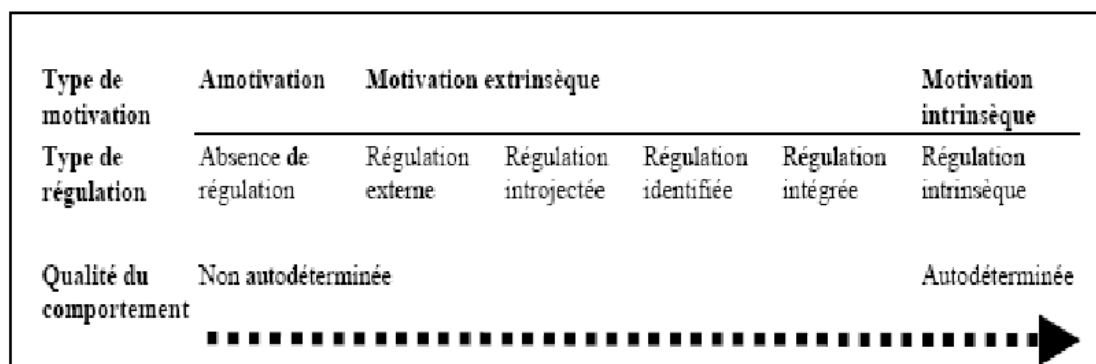 Type de Amotivation Motivation extrinsèque Motivation
motivation intrinsèque
Type de Absence de Régulation Régulation Régulation Régulation Régulation
régulation régulation externe introjectée identifiée intégrée intrinsèque
Qualité du Non autodéterminée Autodéterminée
comportement